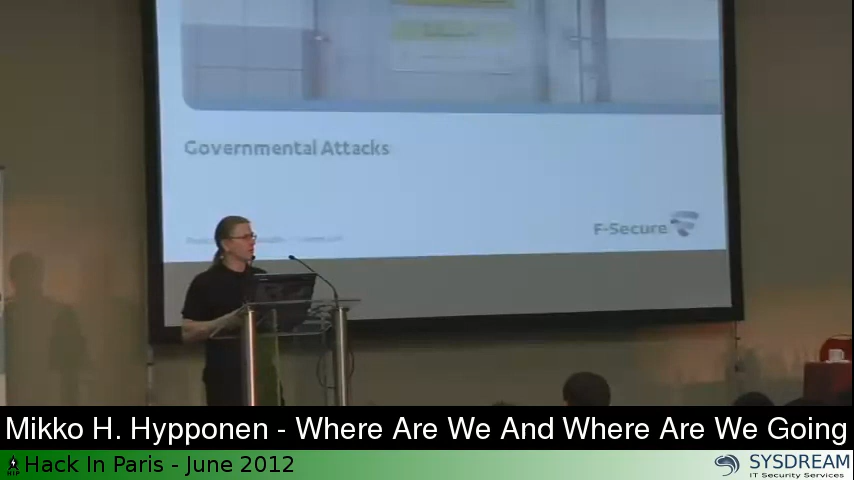 Governmental Attacks
F-Secure
Mikko H. Hypponen - Where Are We And Where Are We Going
HIP
Hack In Paris - June 2012
SYSDREAM
IT Security Services